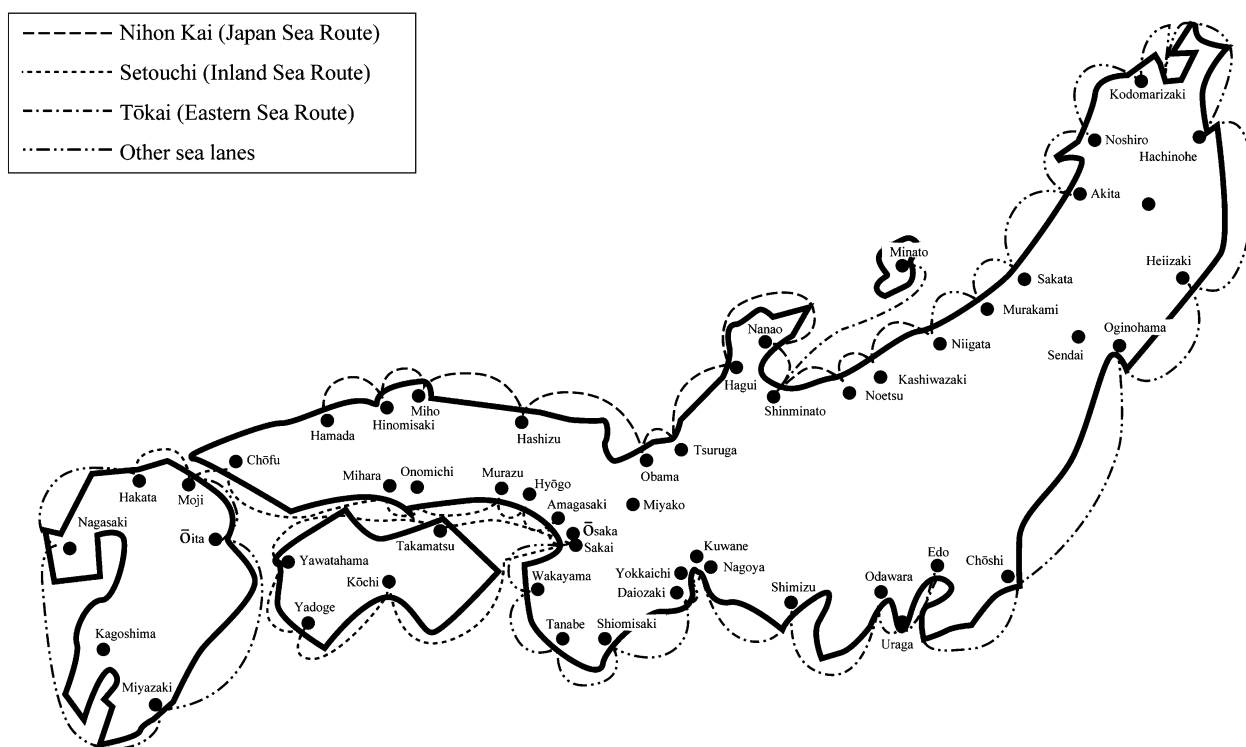 Nihon Kai (Japan Sea Route)
Setouchi (Inland Sea Route)
Tōkai (Eastern Sea Route)
Other sea lanes
Kodomarizaki
Noshiro
Hachinohe
Akita
Minato
Heiizaki
Sakata
Murakami
Nanao
Oginohama
Niigata
Sendai
Hagui
Kashiwazaki
Shinminato
Noetsu
Miho
Hinomisaki
Hamada
Hashizu
Tsuruga
Chōfu
Obama
Mihara
Onomichi
Murazu
Hyōgo
Hakata
Moji
Amagasaki
Miyako
Ōita
Nagasaki
Takamatsu
Ōsaka
Sakai
Yawatahama
Kuwane
Edo
Chōshi
Kōchi
Wakayama
Yokkaichi
Nagoya
Odawara
Daiozaki
Shimizu
Yadoge
Tanabe
Shiomisaki
Kagoshima
Uraga
Miyazaki